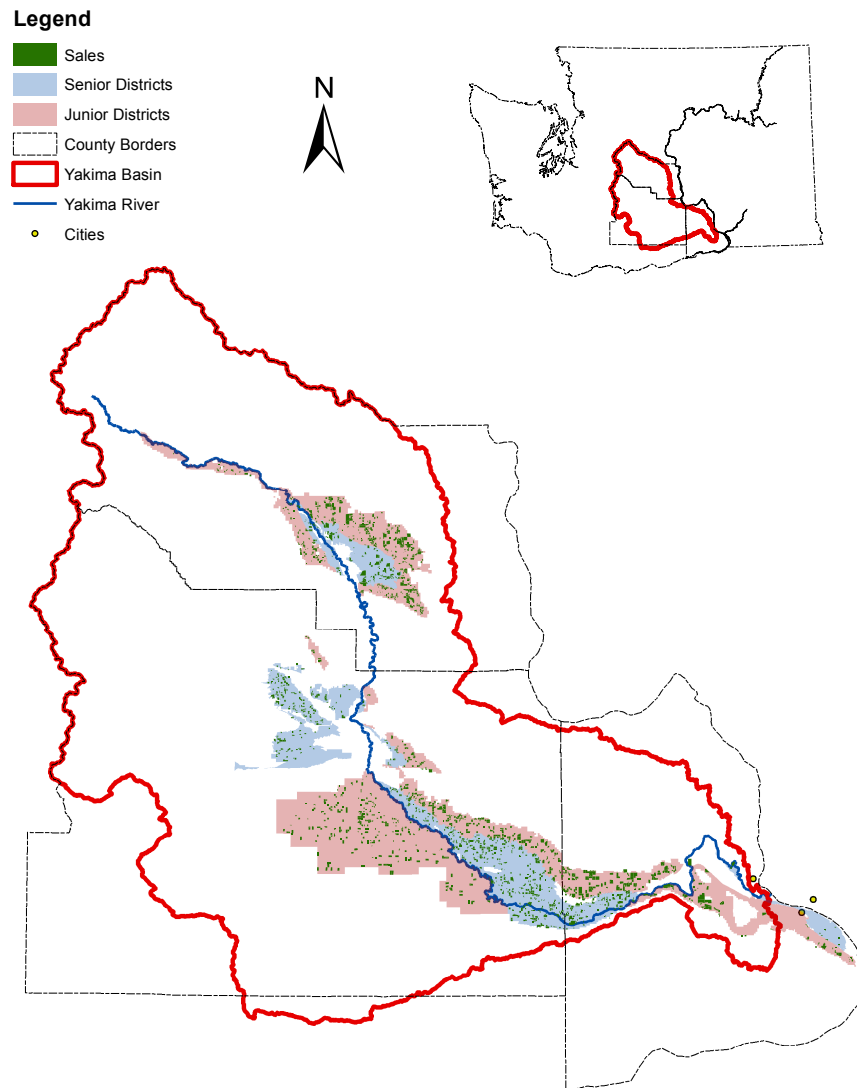 Legend
Sales
Senior Districts
Junior Districts
County Borders
Yakima Basin
Yakima River
Cities
N